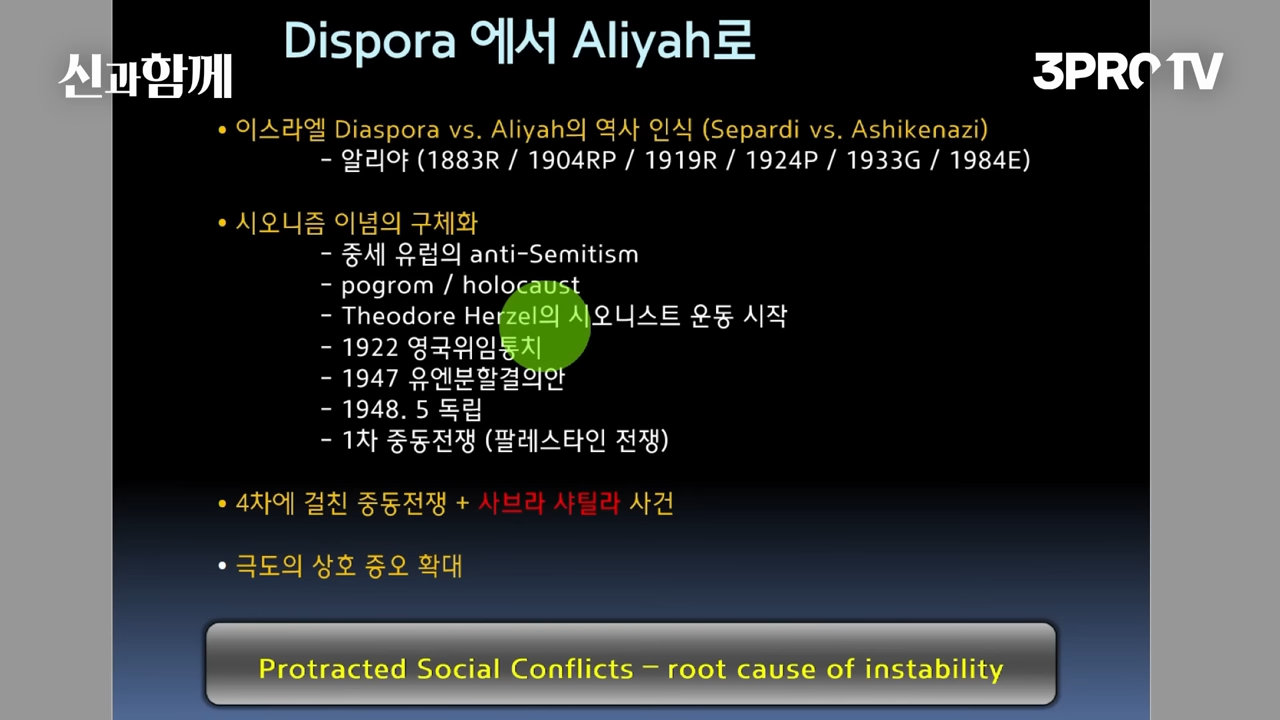 Dispora 에서 Aliyah로
신과함께
3PRO TV
• 이스라엘 Diaspora vs. Aliyah의 역사 인식 (Separdi vs. Ashikenazi)
- 알리야 (1883R / 1904RP / 1919R / 1924P / 1933G / 1984E)
• 시오니즘 이념의 구체화
- 중세 유럽의 anti-Semitism
- pogrom / holocaust
- Theodore Herzel의 시오니스트 운동 시작
- 1922 영국위임통치
- 1947 유엔분할결의안
- 1948. 5 독립
- 1차 중동전쟁 (팔레스타인 전쟁)
• 4차에 걸친 중동전쟁 + 사브라 샤틸라 사건
• 극도의 상호 증오 확대
Protracted Social Conflicts – root cause of instability